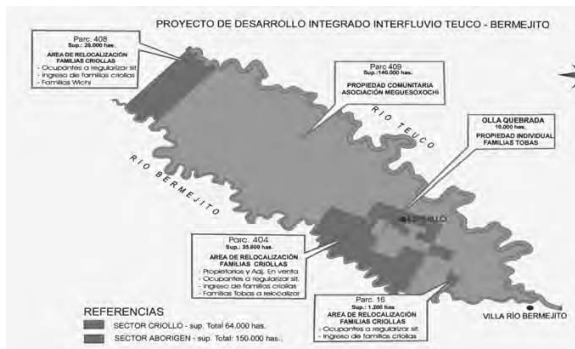 PROYECTO DE DESARROLLO INTEGRADO INTERFLUVIO TEUCO - BERMEJITO
Parc. 408
Sup.: 28.000 has.
AREA DE RELOCALIZACIÓN
FAMILIAS CRIOLLAS
- Ocupantes a regularizar sit.
- Ingreso de familias criollas
- Familias Wichi
Parc 409
Sup.:140.000 has.
PROPIEDAD COMUNITARIA
ASOCIACIÓN MEGUESOXOCHI
RIO TEUCO
OLLA QUEBRADA
10.000 has.
PROPIEDAD INDIVIDUAL
FAMILIAS TOBAS
RÍO BERMEJITO
Parc. 404
Sup.: 35.000 has.
AREA DE RELOCALIZACIÓN
FAMILIAS CRIOLLAS
- Propietarios y Adj. En venta
- Ocupantes a regularizar sit.
- Ingreso de familias criollas
- Familias Tobas a relocalizar
Parc. 16
Sup.: 1.000 has.
AREA DE RELOCALIZACIÓN
FAMILIAS CRIOLLAS
- Ocupantes a regularizar sit.
- Ingreso de familias criollas
VILLA RÍO BERMEJITO
REFERENCIAS
SECTOR CRIOLLO - sup. Total 64.000 has.
SECTOR ABORIGEN - sup. Total: 150.000 has.